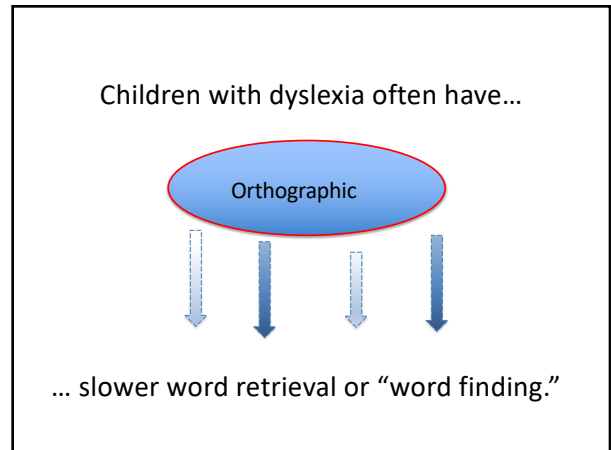 Children with dyslexia often have…
Orthographic
… slower word retrieval or “word finding.”